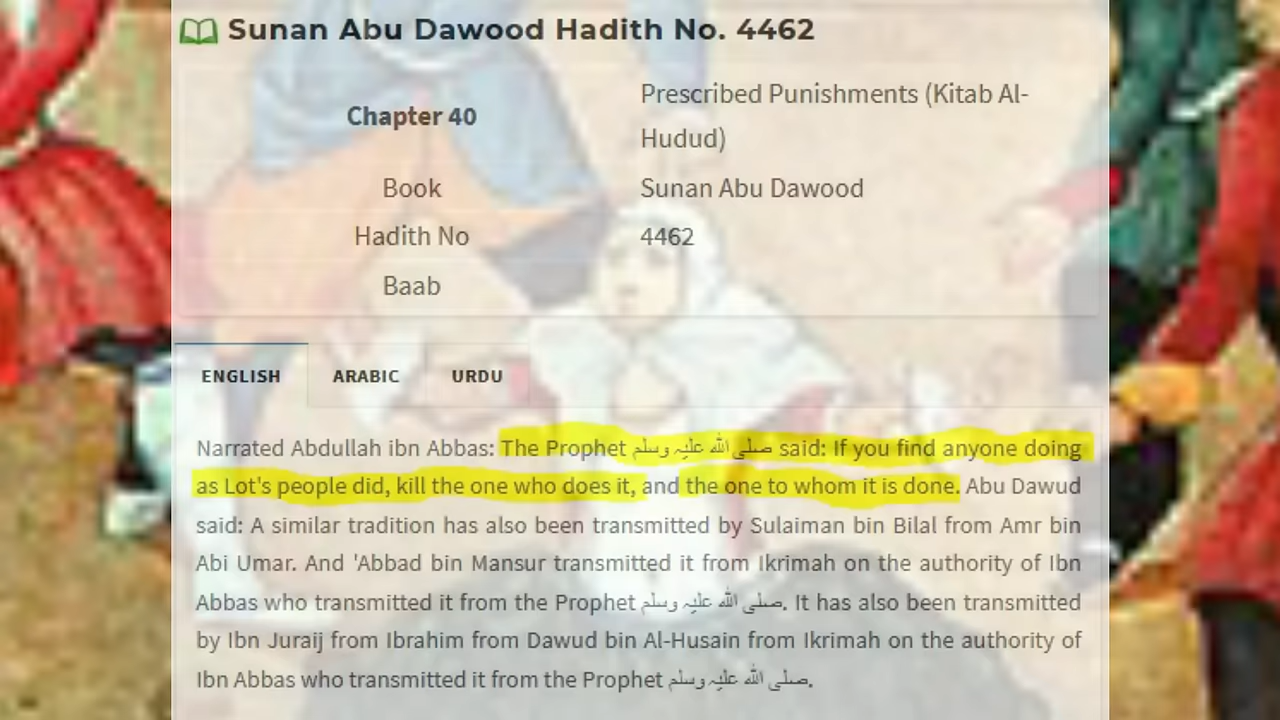 Sunan Abu Dawood Hadith No. 4462
Chapter 40
Prescribed Punishments (Kitab Al-
Hudud)
Book
Sunan Abu Dawood
Hadith No
4462
Baab
ENGLISH ARABIC URDU
Narrated Abdullah ibn Abbas: The Prophet صلی اللہ علیہ وسلم said: If you find anyone doing
as Lot's people did, kill the one who does it, and the one to whom it is done. Abu Dawud
said: A similar tradition has also been transmitted by Sulaiman bin Bilal from Amr bin
Abi Umar. And 'Abbad bin Mansur transmitted it from Ikrimah on the authority of Ibn
Abbas who transmitted it from the Prophet صلی اللہ علیہ وسلم. It has also been transmitted
by Ibn Juraij from Ibrahim from Dawud bin Al-Husain from Ikrimah on the authority of
Ibn Abbas who transmitted it from the Prophet صلی اللہ علیہ وسلم.